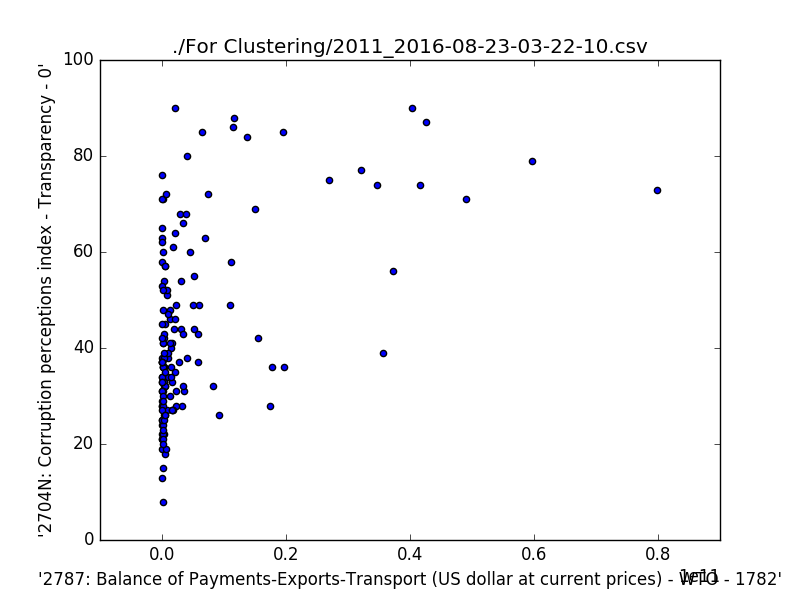 ./For Clustering/2011_2016-08-23-03-22-10.csv
100
80
60
40
20
0
'2704N: Corruption perceptions index - Transparency - 0'
0.0 0.2 0.4 0.6 0.8
1e11
'2787: Balance of Payments-Exports-Transport (US dollar at current prices) - WTO - 1782'